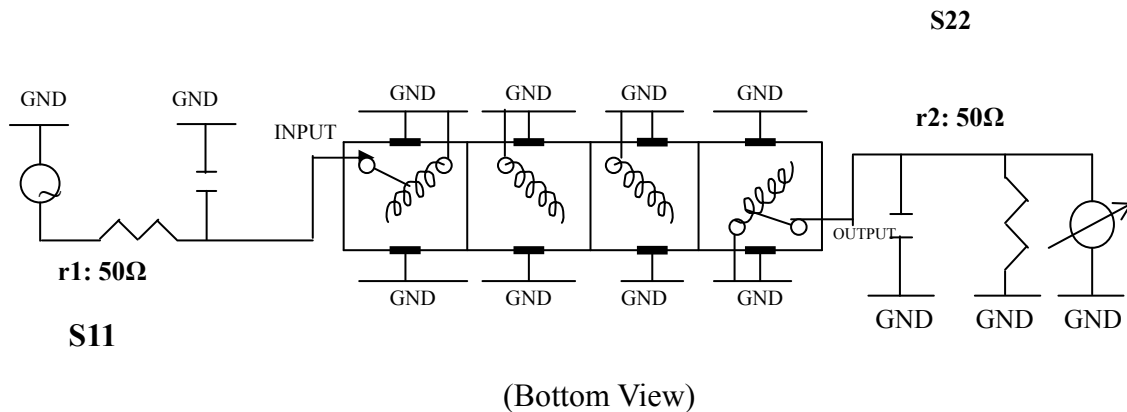 S22
GND
GND
GND
GND
GND
GND
r2: 50Ω
INPUT
OUTPUT
r1: 50Ω
GND
GND
GND
GND
GND
GND
GND
S11
(Bottom View)